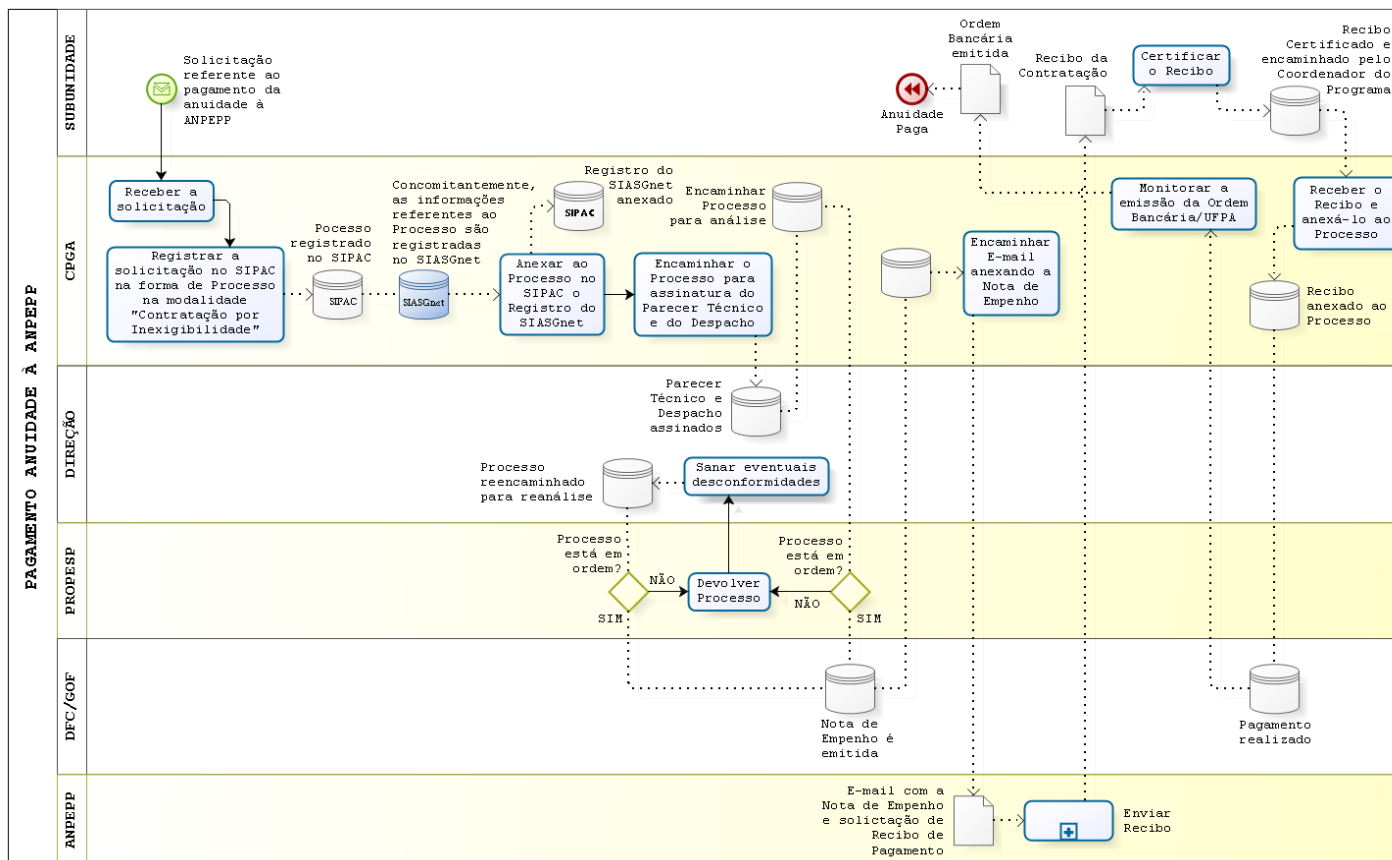 PAGAMENTO ANUIDADE À ANPEPP
SUBUNIDADE
Solicitação
referente ao
pagamento da
anuidade à
ANPEPP
Anuidade
Paga
Ordem
Bancária
emitida
Recibo da
Contratação
Certificar
o Recibo
Recibo
Certificado e
encaminhado pelo
Coordenador do
Programa
CPGA
Receber a
solicitação
Registrar a
solicitação no SIPAC
na forma de Processo
na modalidade
"Contratação por
Inexigibilidade"
Pocesso
registrado
no SIPAC
SIPAC
Concomitantemente,
as informações
referentes ao
Processo são
registradas
no SIASGnet
SIASGnet
Anexar ao
Processo no
SIPAC o
Registro do
SIASGnet
SIPAC
Registro do
SIASGnet
anexado
Encaminhar o
Processo para
assinatura do
Parecer Técnico
e do Despacho
Encaminhar
Processo
para análise
Encaminhar
E-mail
anexando a
Nota de
Empenho
Monitorar a
emissão da Ordem
Bancária/UFPA
Receber o
Recibo e
anexá-lo ao
Processo
Recibo
anexado ao
Processo
DIREÇÃO
Parecer
Técnico e
Despacho
assinados
Processo
reencaminhado
para reanálise
Sanar eventuais
desconformidades
PROPESP
Processo
está em
ordem?
NÃO
SIM
Devolver
Processo
Processo
está em
ordem?
NÃO
SIM
DFC/GOF
Nota de
Empenho é
emitida
Pagamento
realizado
ANPEPP
E-mail com a
Nota de Empenho
e solictação de
Recibo de
Pagamento
Enviar
Recibo